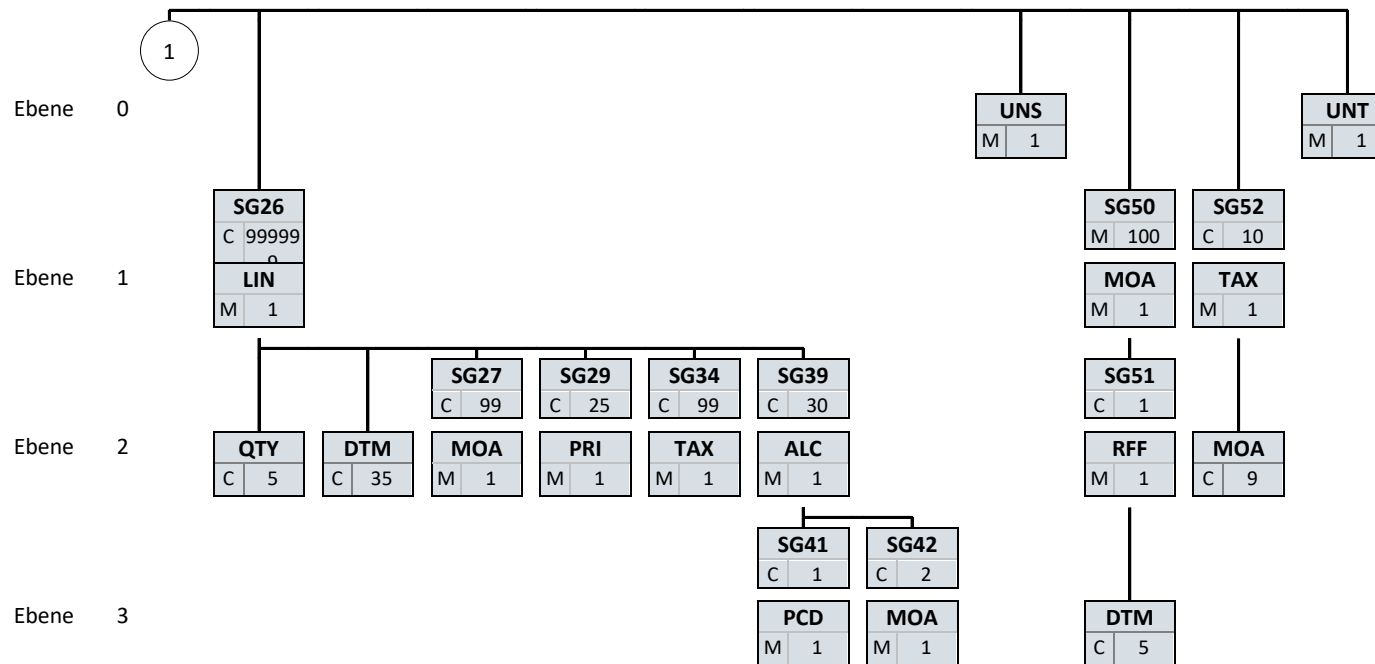 1
Ebene 0
UNS UNT
M 1 M 1
SG26 SG50 SG52
C 99999 M 100 C 10
9
Ebene 1 LIN MOA TAX
M 1 M 1 M 1
SG27 SG29 SG34 SG39 SG51
C 99 C 25 C 99 C 30 C 1
Ebene 2 QTY DTM MOA PRI TAX ALC RFF MOA
C 5 C 35 M 1 M 1 M 1 M 1 M 1 C 9
SG41 SG42
C 1 C 2
Ebene 3 PCD MOA DTM
M 1 M 1 C 5